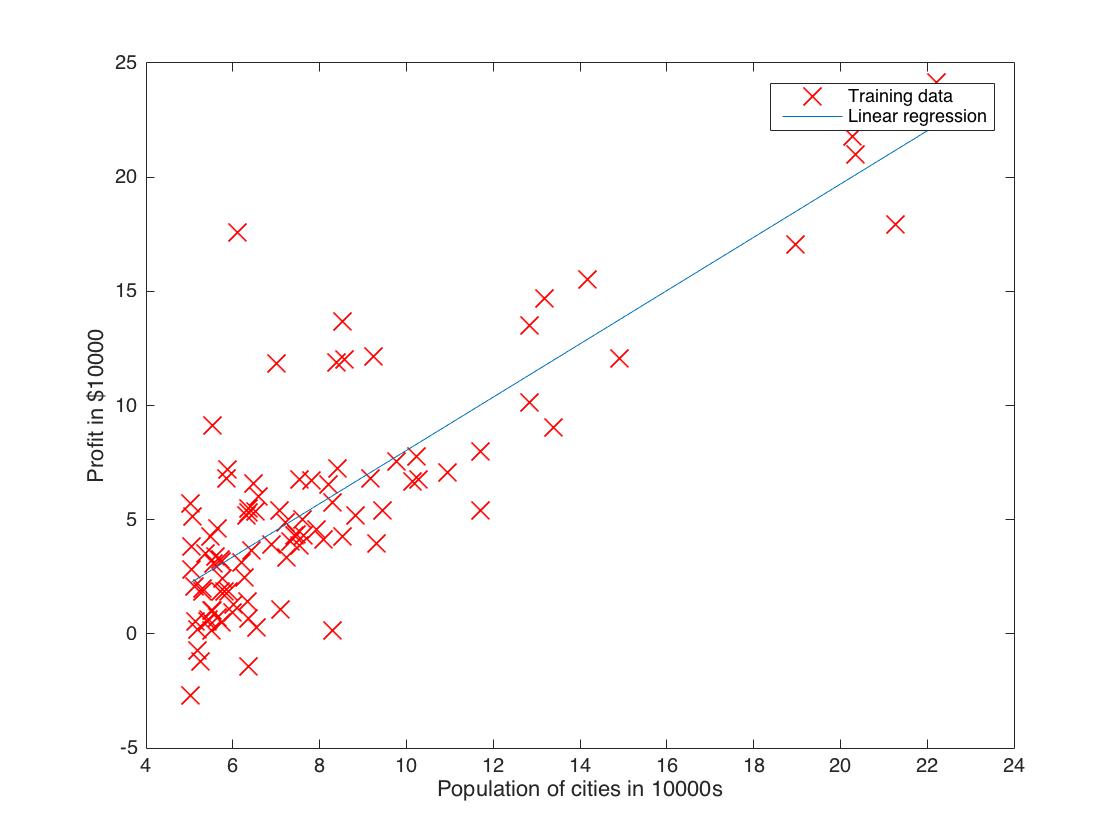 25
20
15
10
5
0
-5
4 6 8 10 12 14 16 18 20 22 24
Profit in $10000
Population of cities in 10000s
Training data
Linear regression